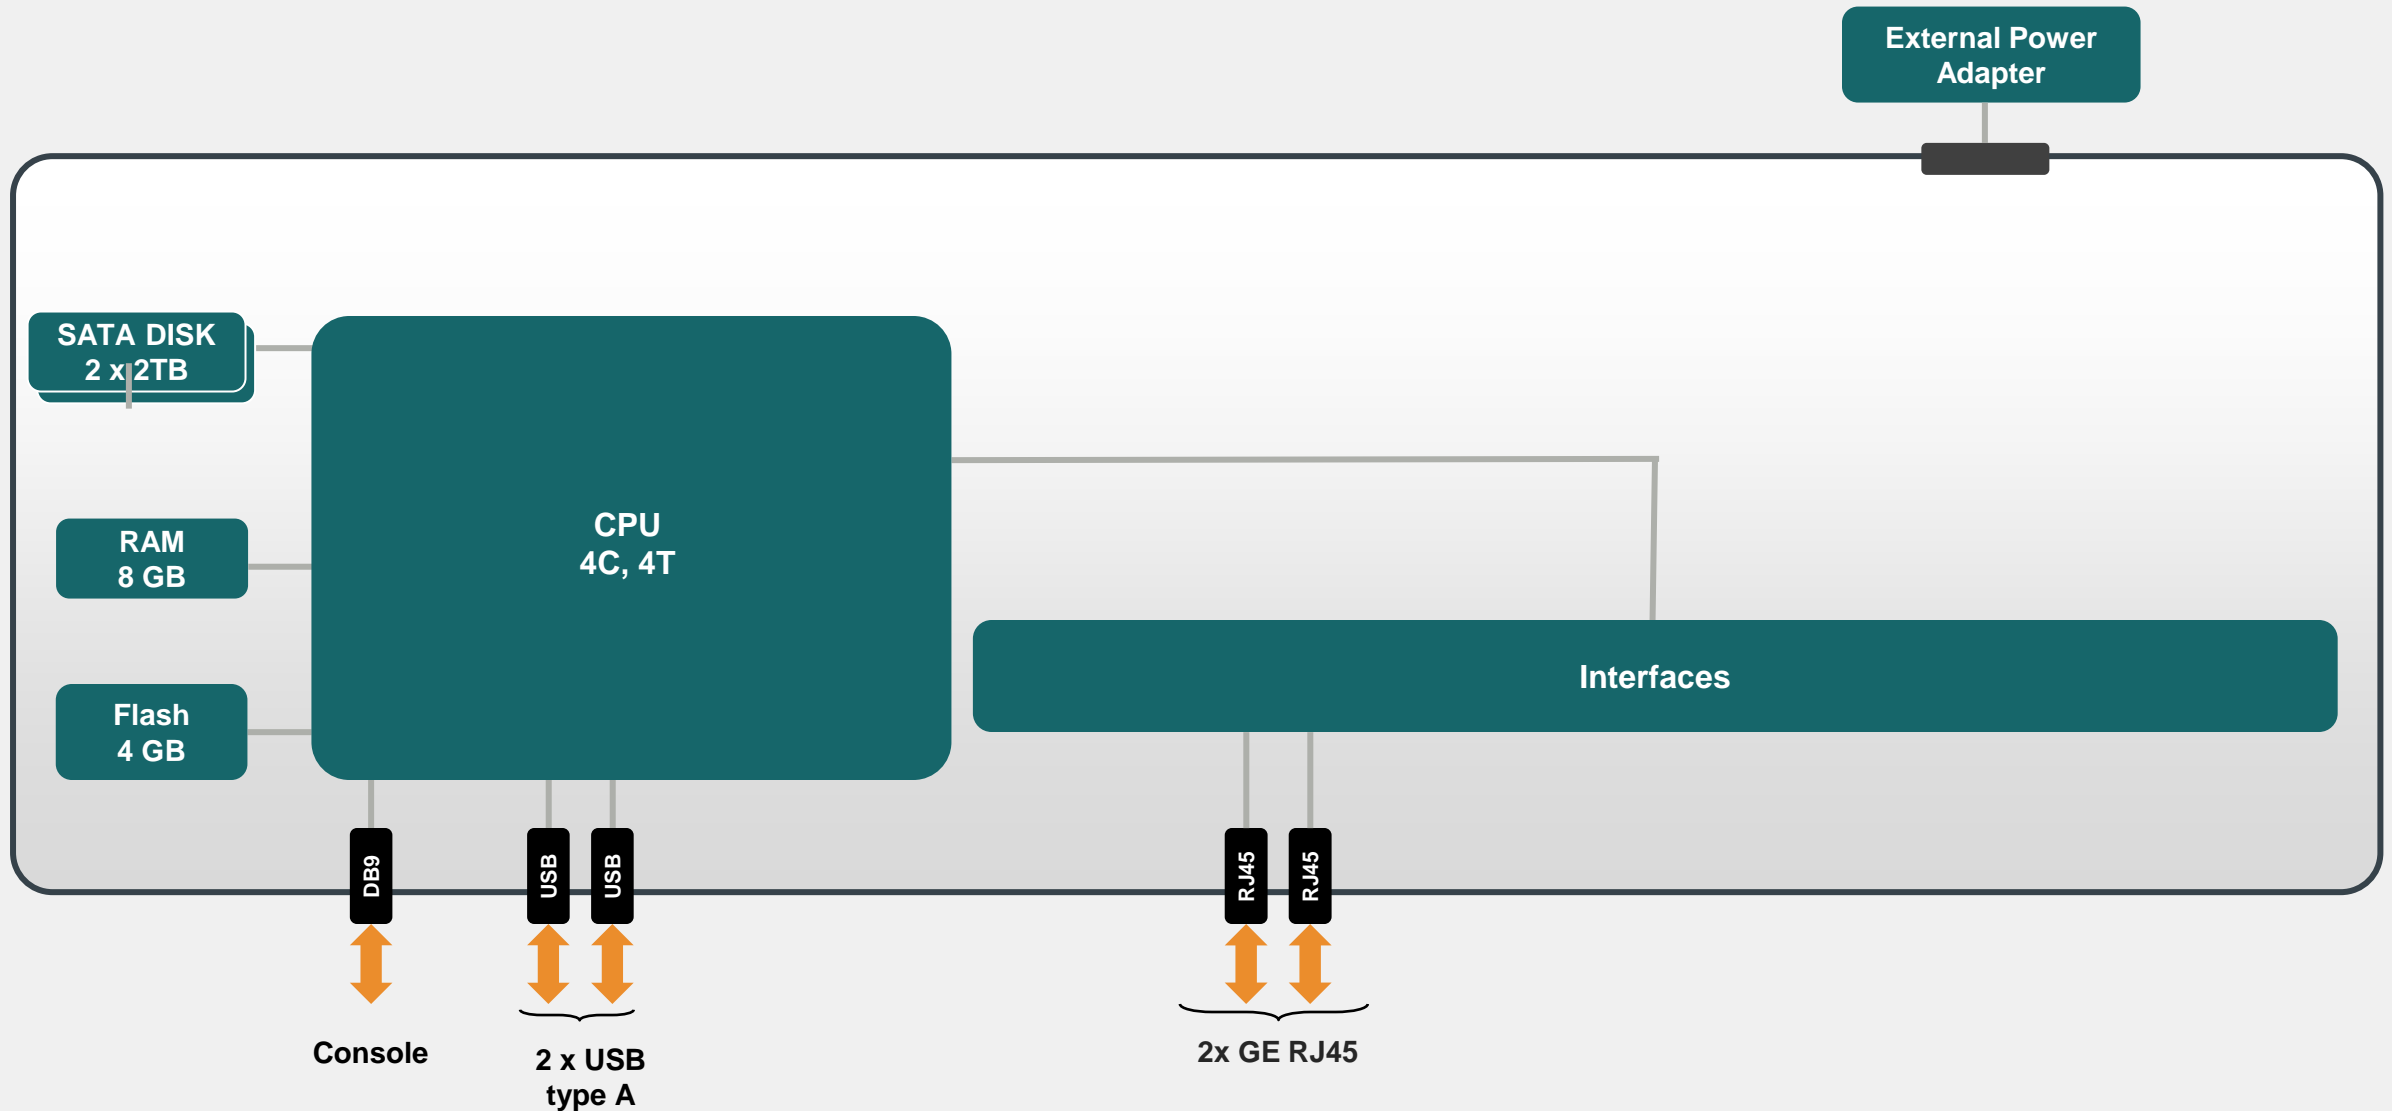 External Power
Adapter
SATA DISK
2 x 2TB
CPU
4C, 4T
RAM
8 GB
Interfaces
Flash
4 GB
DB9
USB
USB
RJ45
RJ45
Console
2 x USB
type A
2x GE RJ45